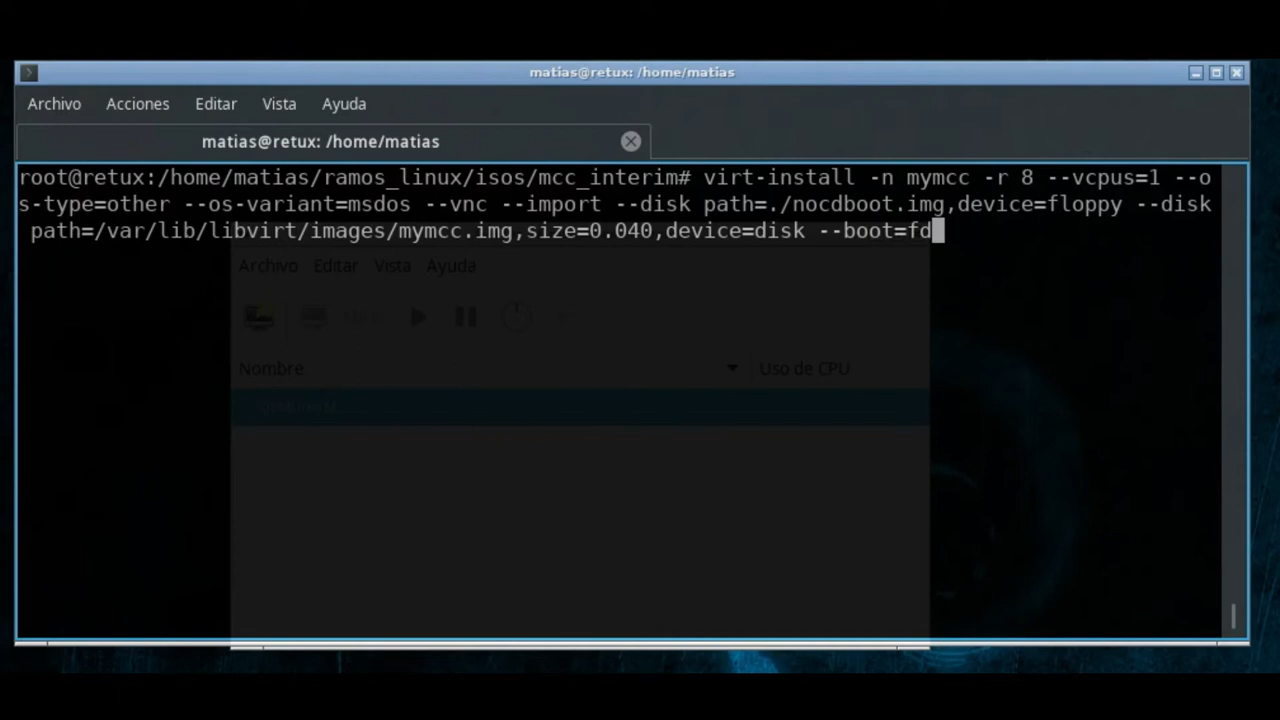 matias@retux: /home/matias
Archivo Acciones Editar Vista Ayuda
matias@retux: /home/matias
root@retux:/home/matias/ramos_linux/isos/mcc_interim# virt-install -n mymcc -r 8 --vcpus=1 --o
s-type=other --os-variant=msdos --vnc --import --disk path=./nocdboot.img,device=floppy --disk
path=/var/lib/libvirt/images/mymcc.img,size=0.040,device=disk --boot=fd
Archivo Editar Vista Ayuda
Nombre Uso de CPU